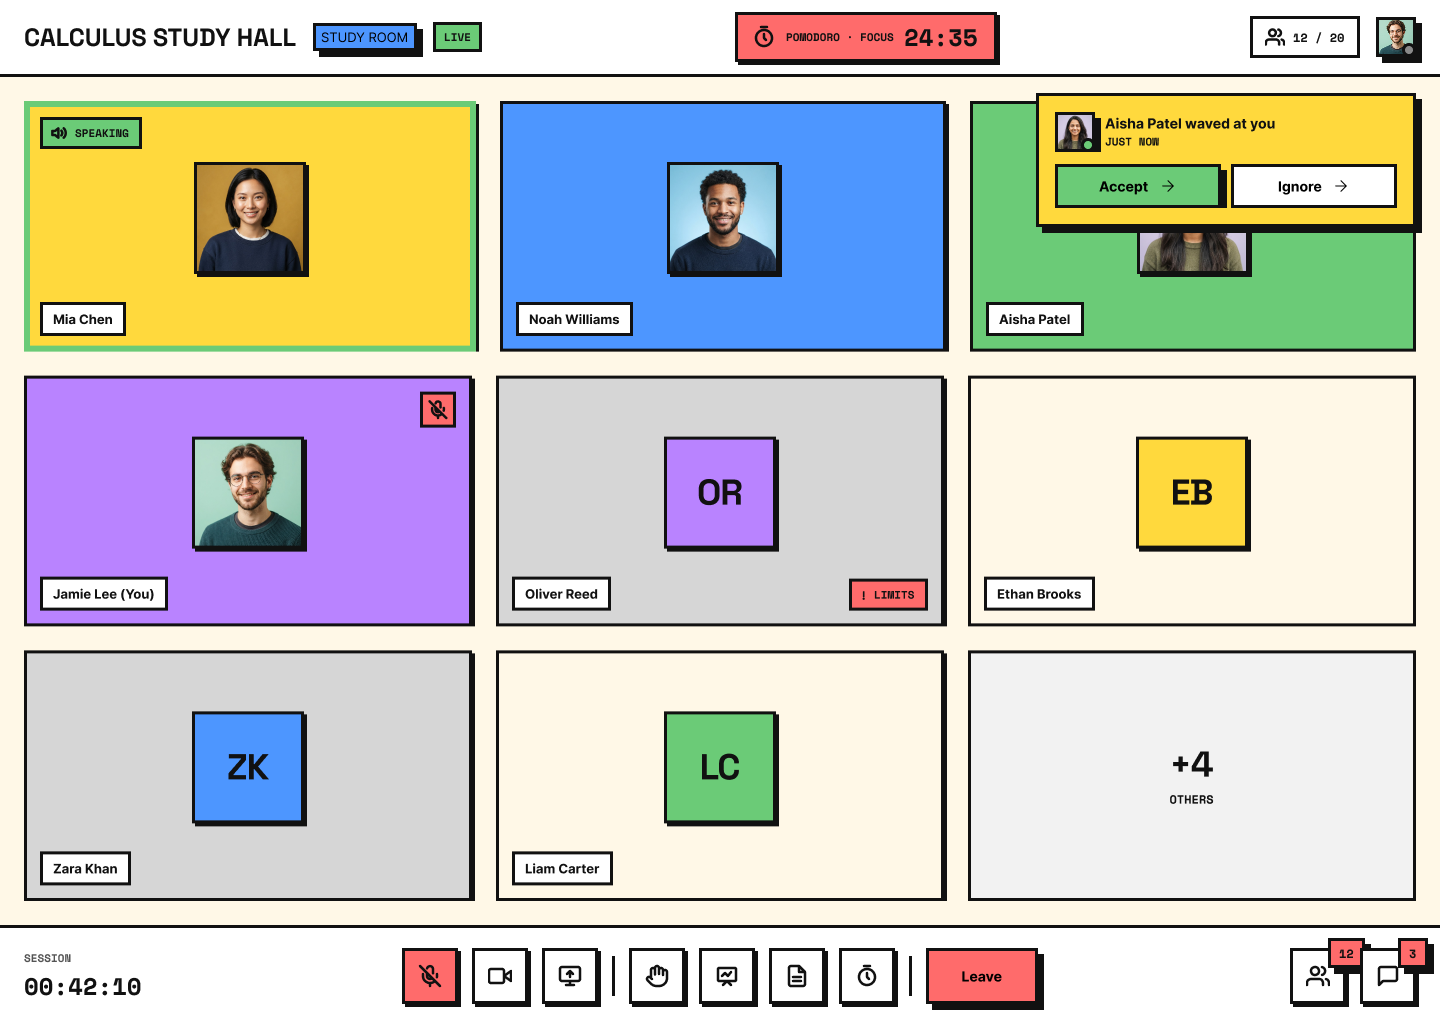 CALCULUS STUDY HALL
STUDY ROOM
LIVE
POMODORO · FOCUS 24:35
12 / 20
SPEAKING
Aisha Patel waved at you
JUST NOW
Accept →
Ignore →
Mia Chen
Noah Williams
Aisha Patel
OR
EB
Jamie Lee (You)
Oliver Reed
! LIMITS
Ethan Brooks
ZK
LC
+4
OTHERS
Zara Khan
Liam Carter
SESSION
00:42:10
Leave
12
3